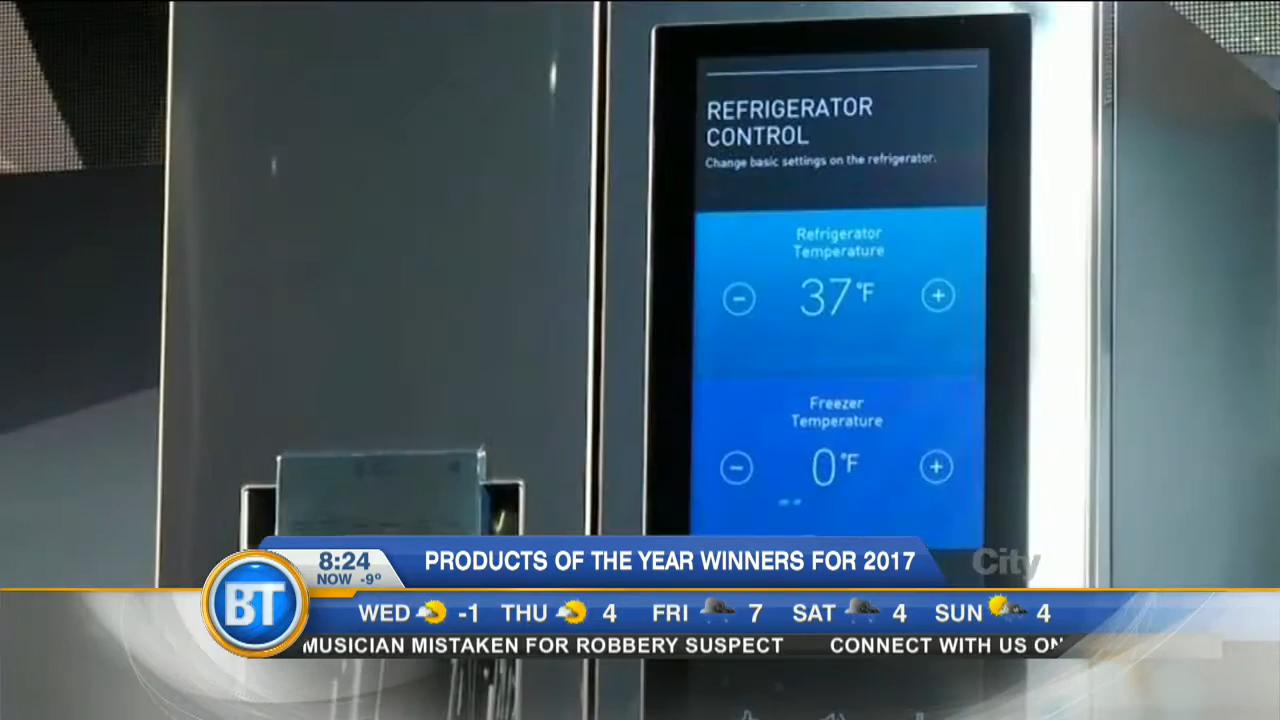 REFRIGERATOR
CONTROL
Change basic settings on the refrigerator.
Refrigerator
Temperature
− 37°F +
Freezer
Temperature
− 0°F +
City
8:24
PRODUCTS OF THE YEAR WINNERS FOR 2017
NOW -9°
BT
WED -1 THU 4 FRI 7 SAT 4 SUN 4
MUSICIAN MISTAKEN FOR ROBBERY SUSPECT CONNECT WITH US ON